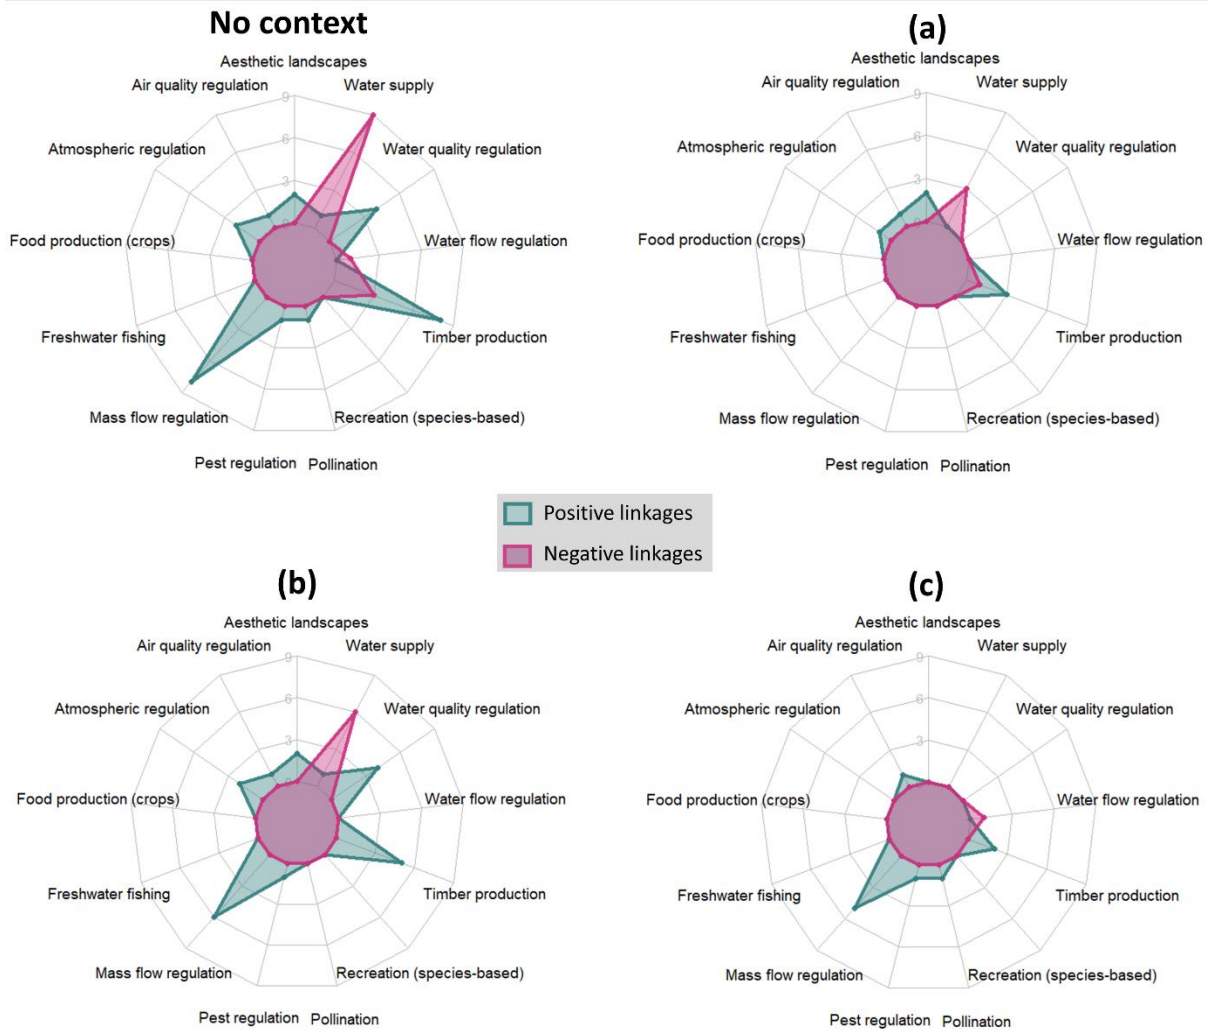 No context
Aesthetic landscapes
Air quality regulation
Water supply
9
Atmospheric regulation
Water quality regulation
6
3
0
Food production (crops)
Water flow regulation
Freshwater fishing
Timber production
Mass flow regulation
Recreation (species-based)
Pest regulation
Pollination
(a)
Aesthetic landscapes
Air quality regulation
Water supply
9
Atmospheric regulation
Water quality regulation
6
3
0
Food production (crops)
Water flow regulation
Freshwater fishing
Timber production
Mass flow regulation
Recreation (species-based)
Pest regulation
Pollination
Positive linkages
Negative linkages
(b)
Aesthetic landscapes
Air quality regulation
Water supply
9
Atmospheric regulation
Water quality regulation
6
3
0
Food production (crops)
Water flow regulation
Freshwater fishing
Timber production
Mass flow regulation
Recreation (species-based)
Pest regulation
Pollination
(c)
Aesthetic landscapes
Air quality regulation
Water supply
9
Atmospheric regulation
Water quality regulation
6
3
Food production (crops)
Water flow regulation
Freshwater fishing
Timber production
Mass flow regulation
Recreation (species-based)
Pest regulation
Pollination